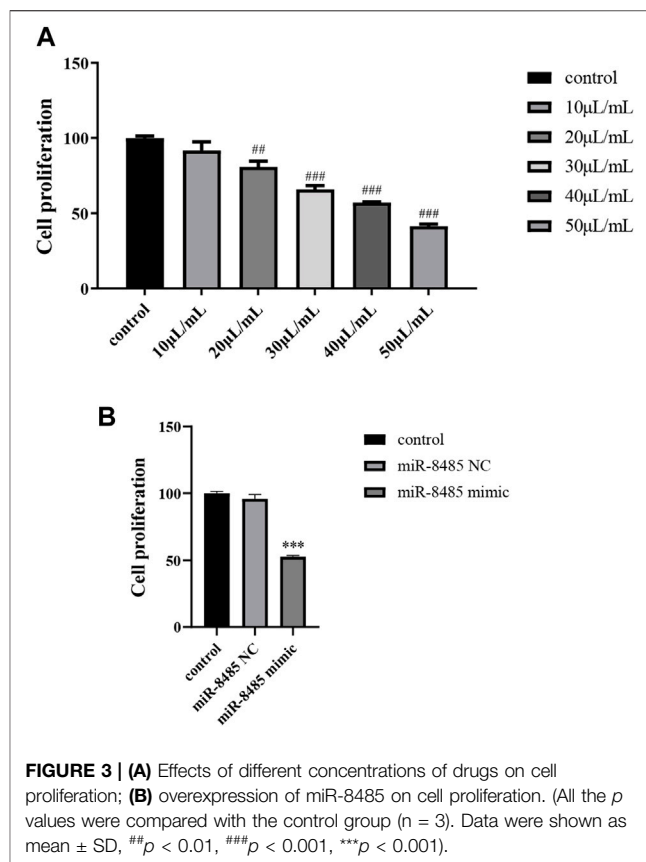 A
150
100
50
0
Cell proliferation
##
###
###
###
control
10μL/mL
20μL/mL
30μL/mL
40μL/mL
50μL/mL
control
10μL/mL
20μL/mL
30μL/mL
40μL/mL
50μL/mL
B
150
100
50
0
Cell proliferation
***
control
miR-8485 NC
miR-8485 mimic
control
miR-8485 NC
miR-8485 mimic
FIGURE 3 | (A) Effects of different concentrations of drugs on cell
proliferation; (B) overexpression of miR-8485 on cell proliferation. (All the p
values were compared with the control group (n = 3). Data were shown as
mean ± SD, ##p < 0.01, ###p < 0.001, ***p < 0.001).